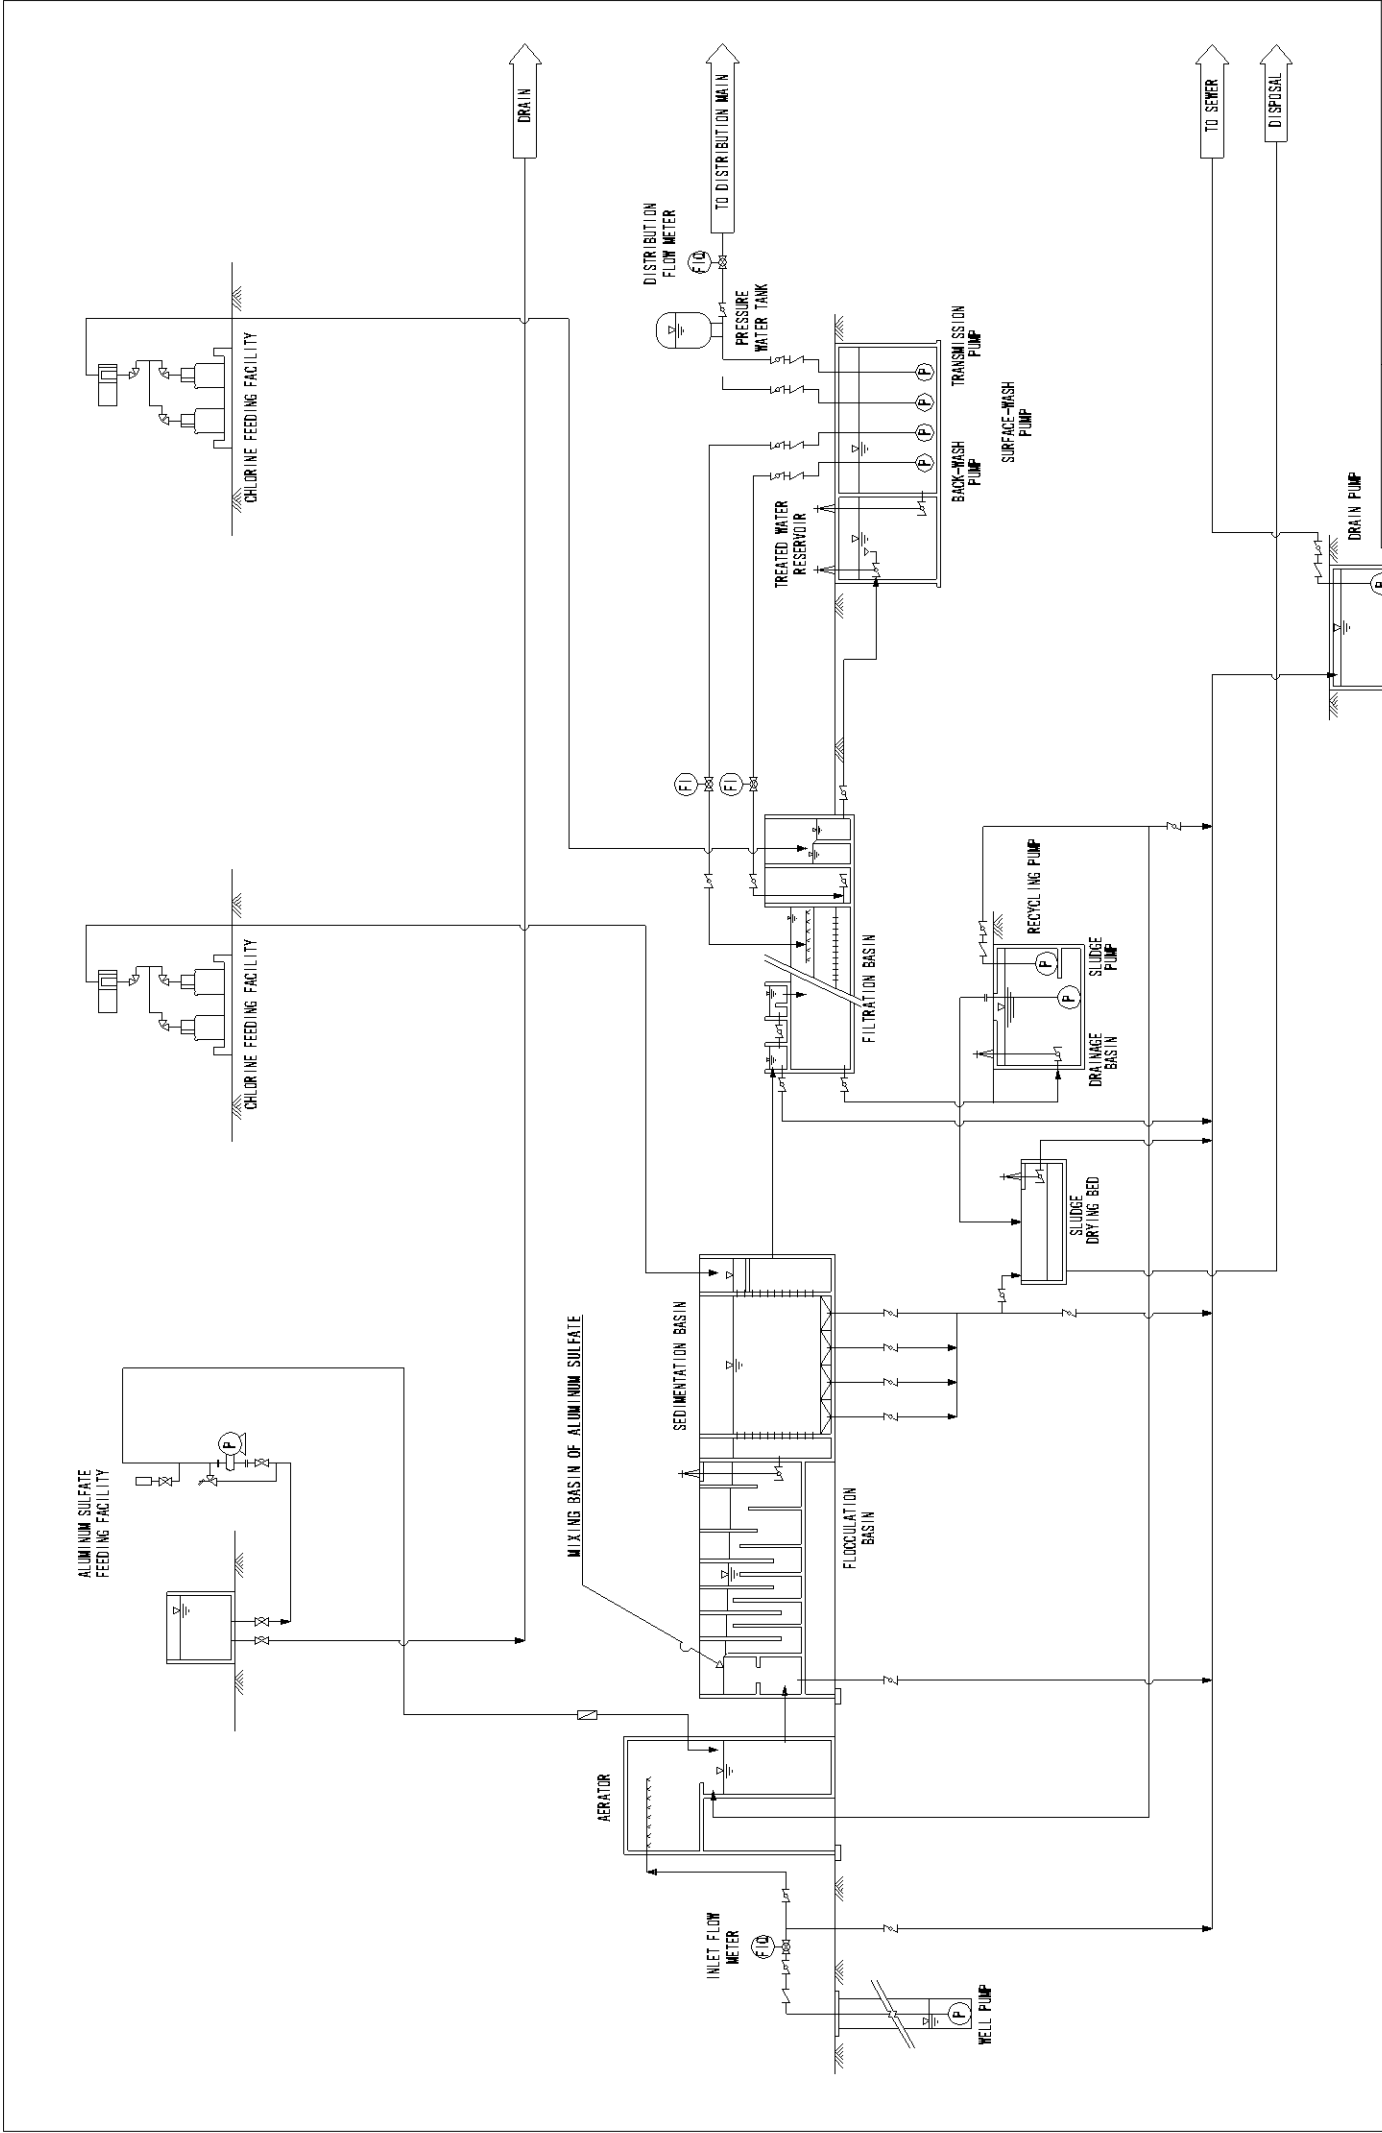 ALUMINUM SULFATE
FEEDING FACILITY
P
CHLORINE FEEDING FACILITY
CHLORINE FEEDING FACILITY
DRAIN
MIXING BASIN OF ALUMINUM SULFATE
WELL PUMP
P
INLET FLOW
METER
FIQ
AERATOR
FLOCCULATION
BASIN
SEDIMENTATION BASIN
FILTRATION BASIN
FI
FI
TREATED WATER
RESERVOIR
BACK-WASH
PUMP
SURFACE-WASH
PUMP
TRANSMISSION
PUMP
P
P
P
P
PRESSURE
WATER TANK
DISTRIBUTION
FLOW METER
FIQ
TO DISTRIBUTION MAIN
SLUDGE
DRYING BED
DRAINAGE
BASIN
SLUDGE
PUMP
P
RECYCLING PUMP
P
DRAIN PUMP
P
TO SEWER
DISPOSAL